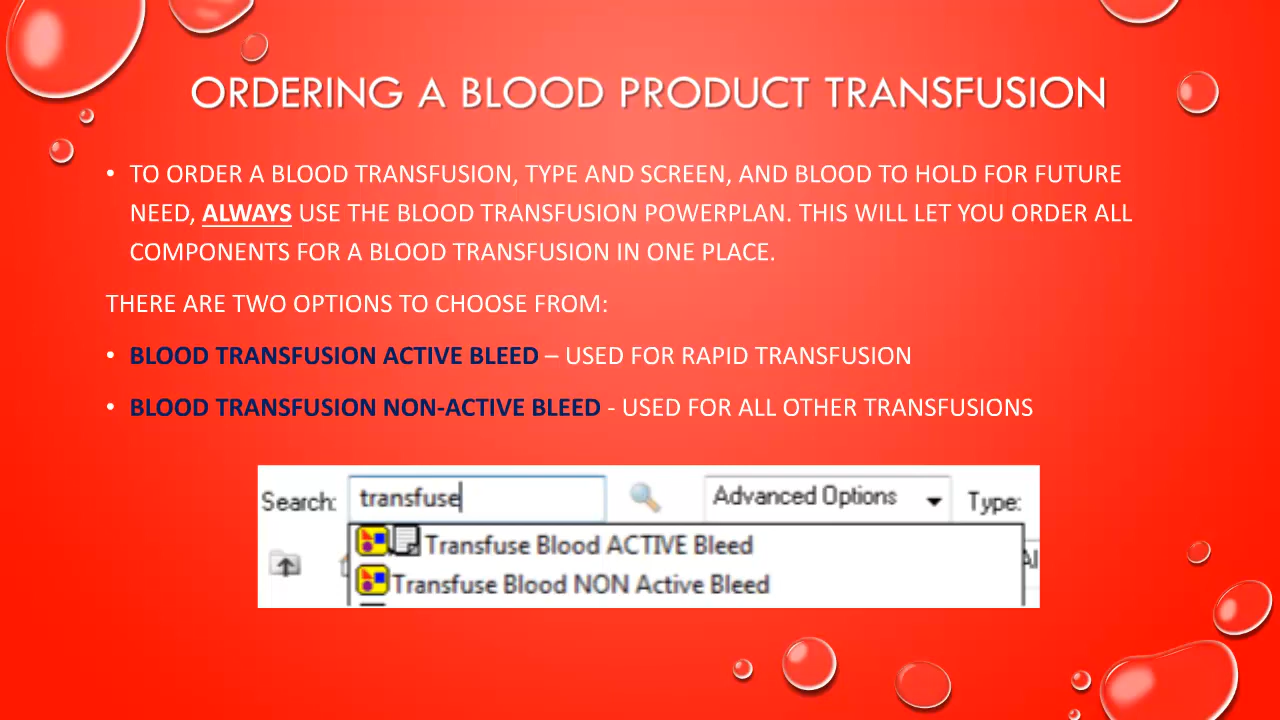 ORDERING A BLOOD PRODUCT TRANSFUSION
• TO ORDER A BLOOD TRANSFUSION, TYPE AND SCREEN, AND BLOOD TO HOLD FOR FUTURE
NEED, ALWAYS USE THE BLOOD TRANSFUSION POWERPLAN. THIS WILL LET YOU ORDER ALL
COMPONENTS FOR A BLOOD TRANSFUSION IN ONE PLACE.
THERE ARE TWO OPTIONS TO CHOOSE FROM:
• BLOOD TRANSFUSION ACTIVE BLEED – USED FOR RAPID TRANSFUSION
• BLOOD TRANSFUSION NON-ACTIVE BLEED - USED FOR ALL OTHER TRANSFUSIONS
Search: transfuse Advanced Options Type:
Transfuse Blood ACTIVE Bleed
Transfuse Blood NON Active Bleed